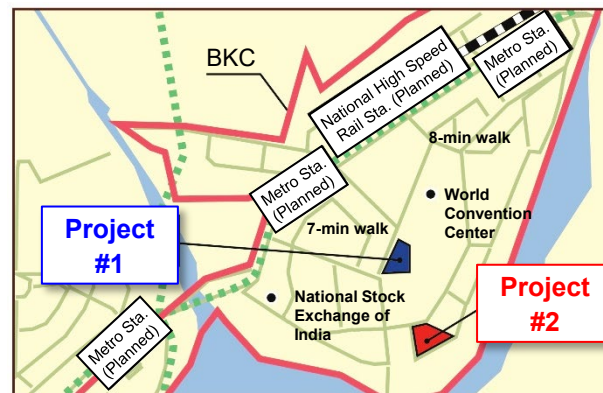 BKC
National High Speed
Rail Sta. (Planned)
Metro Sta.
(Planned)
8-min walk
Metro Sta.
(Planned)
World
Convention
Center
7-min walk
Project
#1
National Stock
Exchange of
India
Project
#2
Metro Sta.
(Planned)